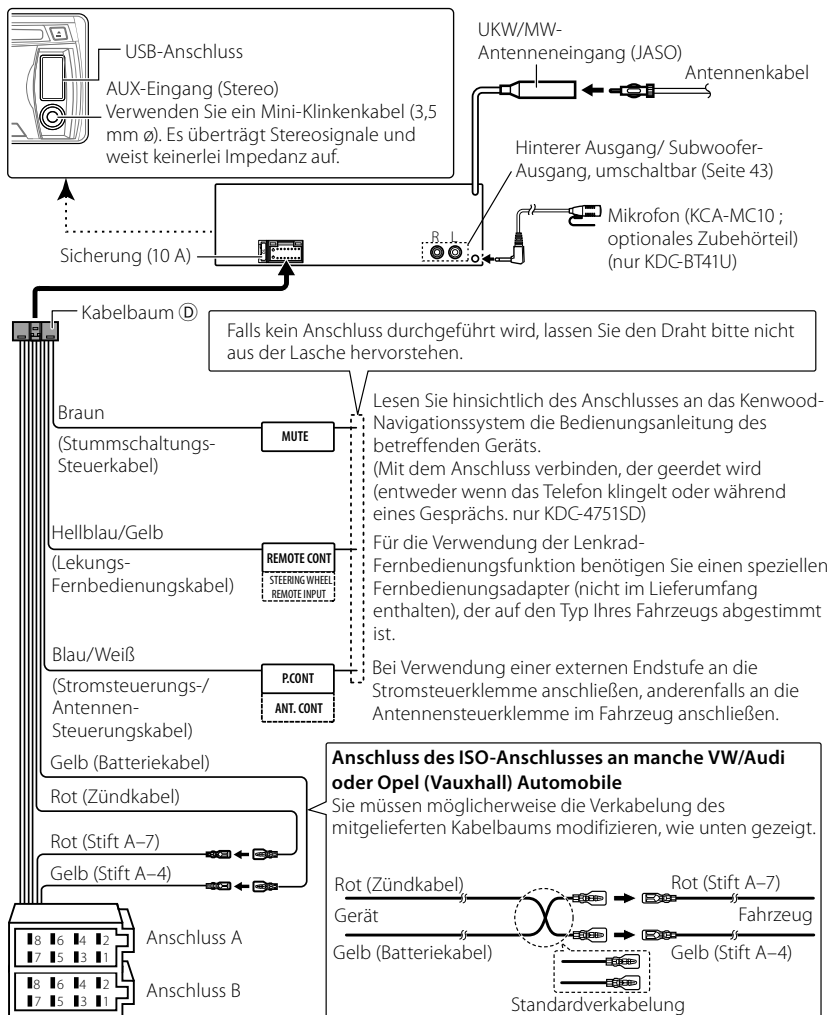 USB-Anschluss
AUX-Eingang (Stereo)
Verwenden Sie ein Mini-Klinkenkabel (3,5
mm ø). Es überträgt Stereosignale und
weist keinerlei Impedanz auf.
UKW/MW-
Antenneneingang (JASO)
Antennenkabel
Hinterer Ausgang/ Subwoofer-
Ausgang, umschaltbar (Seite 43)
R L
Mikrofon (KCA-MC10 ;
optionales Zubehörteil)
(nur KDC-BT41U)
Sicherung (10 A)
Kabelbaum Ⓓ
Falls kein Anschluss durchgeführt wird, lassen Sie den Draht bitte nicht
aus der Lasche hervorstehen.
Braun
(Stummschaltungs-
Steuerkabel)
MUTE
Lesen Sie hinsichtlich des Anschlusses an das Kenwood-
Navigationssystem die Bedienungsanleitung des
betreffenden Geräts.
(Mit dem Anschluss verbinden, der geerdet wird
(entweder wenn das Telefon klingelt oder während
eines Gesprächs. nur KDC-4751SD)
Hellblau/Gelb
(Lekungs-
Fernbedienungskabel)
REMOTE CONT
STEERING WHEEL
REMOTE INPUT
Für die Verwendung der Lenkrad-
Fernbedienungsfunktion benötigen Sie einen speziellen
Fernbedienungsadapter (nicht im Lieferumfang
enthalten), der auf den Typ Ihres Fahrzeugs abgestimmt
ist.
Blau/Weiß
(Stromsteuerungs-/
Antennen-
Steuerungskabel)
P.CONT
ANT. CONT
Bei Verwendung einer externen Endstufe an die
Stromsteuerklemme anschließen, anderenfalls an die
Antennensteuerklemme im Fahrzeug anschließen.
Gelb (Batteriekabel)
Rot (Zündkabel)
Rot (Stift A–7)
Gelb (Stift A–4)
8 6 4 2
7 5 3 1
Anschluss A
8 6 4 2
7 5 3 1
Anschluss B
Anschluss des ISO-Anschlusses an manche VW/Audi
oder Opel (Vauxhall) Automobile
Sie müssen möglicherweise die Verkabelung des
mitgelieferten Kabelbaums modifizieren, wie unten gezeigt.
Rot (Zündkabel)
Rot (Stift A–7)
Gerät
Fahrzeug
Gelb (Batteriekabel)
Gelb (Stift A–4)
Standardverkabelung